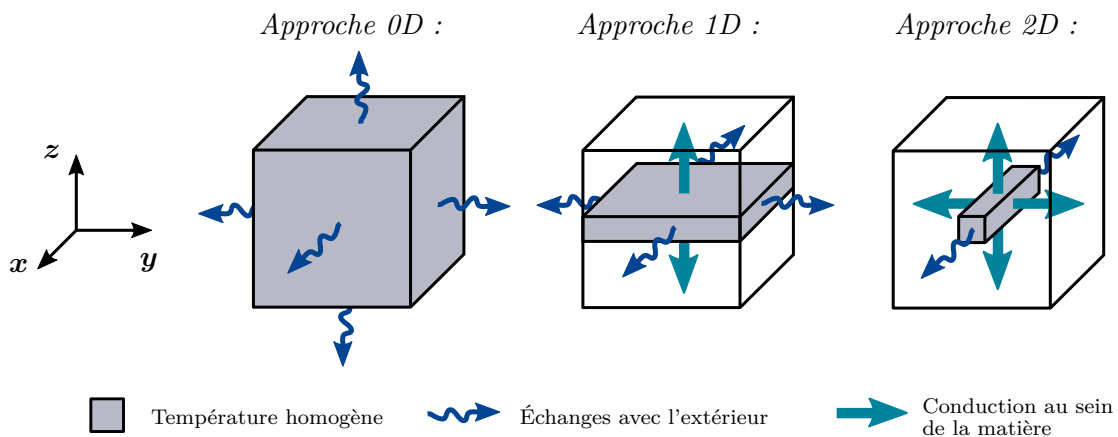 Approche 0D :
Approche 1D :
Approche 2D :
z
x
y
Température homogène
Échanges avec l'extérieur
Conduction au sein
de la matière